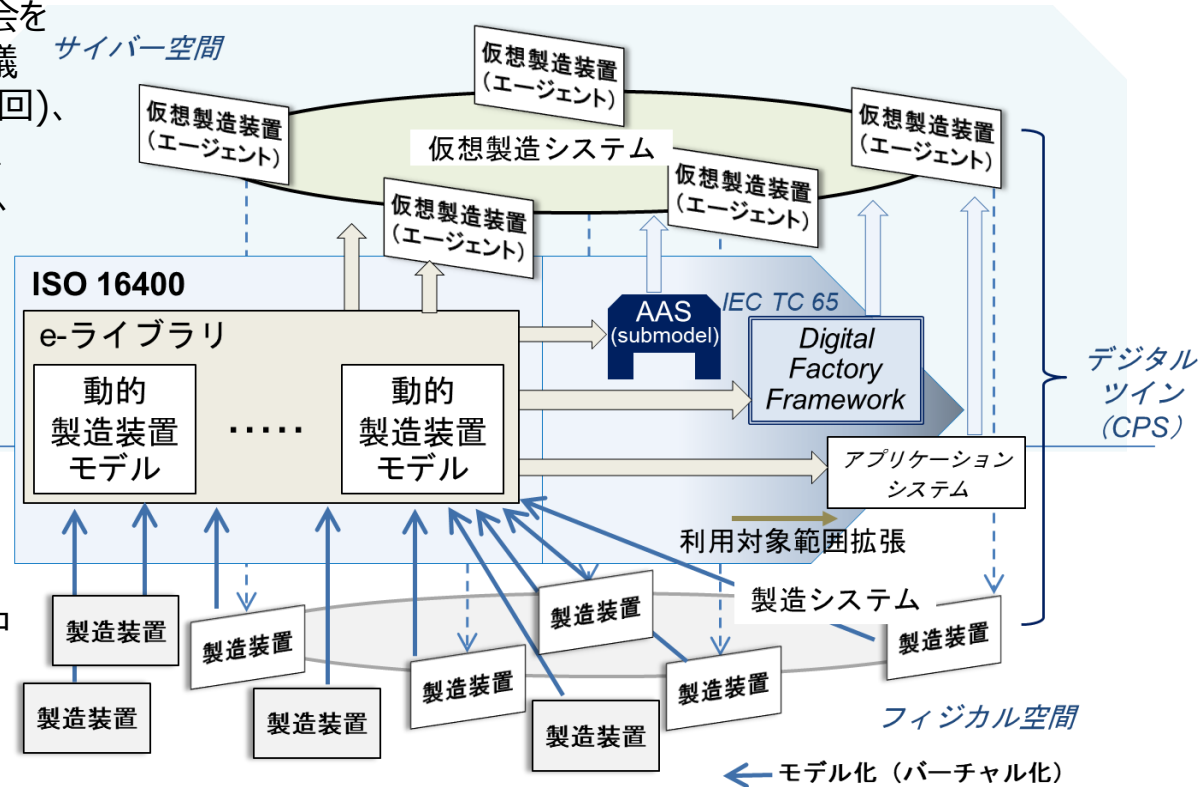 会を
議
回)、
サイバー空間
仮想製造装置
(エージェント)
仮想製造装置
(エージェント)
仮想製造装置
(エージェント)
仮想製造システム
仮想製造装置
(エージェント)
仮想製造装置
(エージェント)
ISO 16400
e-ライブラリ
動的
製造装置
モデル
・・・・・
動的
製造装置
モデル
AAS
(submodel)
IEC TC 65
Digital
Factory
Framework
アプリケーション
システム
利用対象範囲拡張
デジタル
ツイン
(CPS)
製造システム
製造装置
製造装置
製造装置
製造装置
製造装置
製造装置
製造装置
製造装置
製造装置
フィジカル空間
モデル化（バーチャル化）